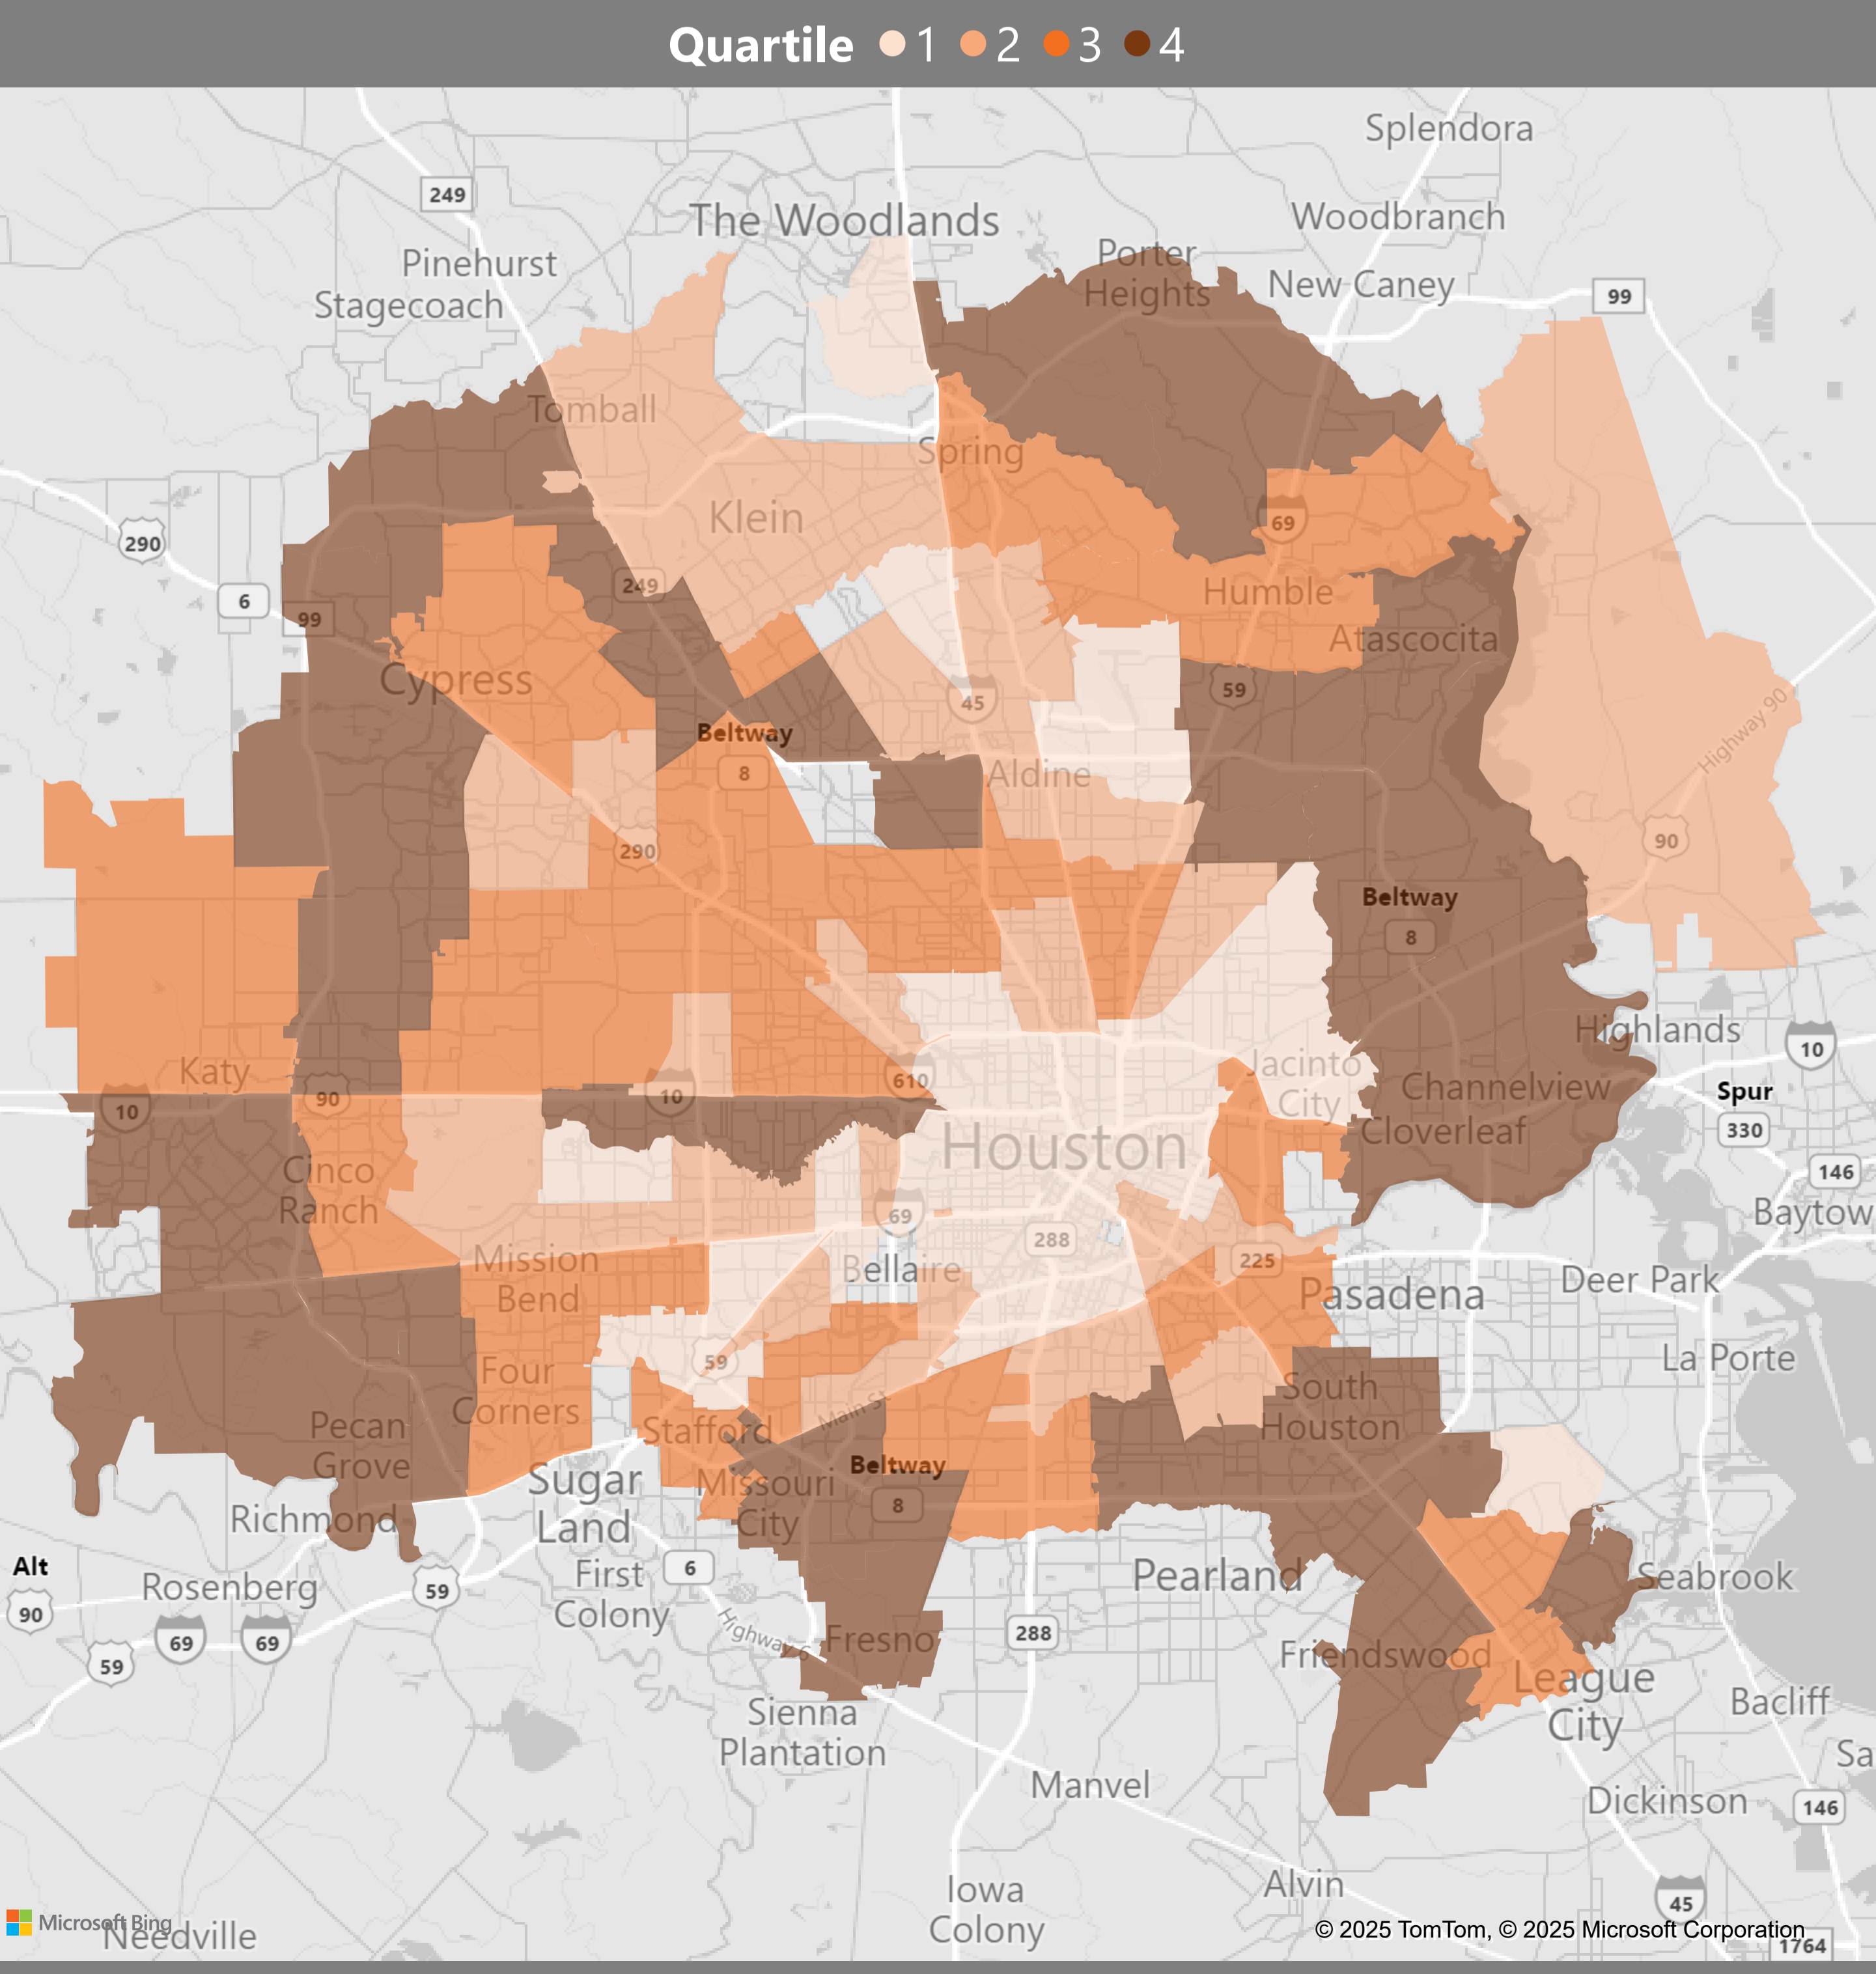 Quartile 1 2 3 4
Splendora
249
Woodbranch
The Woodlands
Porter
Heights
Pinehurst
New Caney
99
Stagecoach
Tomball
Spring
Klein
69
290
249
Humble
6
99
Atascocita
Cypress
59
45
Highway 90
Beltway
8
Aldine
290
90
Beltway
8
Highlands
10
Katy
Jacinto
City
610
Channelview
90
10
10
Spur
330
Cloverleaf
Houston
146
Cinco
Ranch
69
Baytow
288
225
Mission
Bend
Bellaire
Pasadena
Deer Park
59
La Porte
Four
Corners
South
Houston
Main St
Stafford
Pecan
Grove
Beltway
8
Sugar
Land
Missouri
City
Richmond
Alt
90
Rosenberg
59
6
First
Colony
Pearland
Seabrook
Highway 6
69
69
288
Fresno
59
Friendswood
League
City
Bacliff
Sienna
Plantation
Sa
Manvel
Dickinson
146
Alvin
Iowa
Colony
45
Microsoft Bing
Needville
© 2025 TomTom, © 2025 Microsoft Corporation
1764